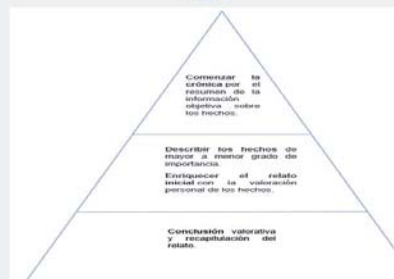 Comenzar la
crónica por el
resumen de la
información
objetiva sobre
los hechos.
Describir los hechos de
mayor a menor grado de
importancia.
Enriquecer el relato
inicial con la valoración
personal de los hechos.
Conclusión valorativa
y recapitulación del
relato.